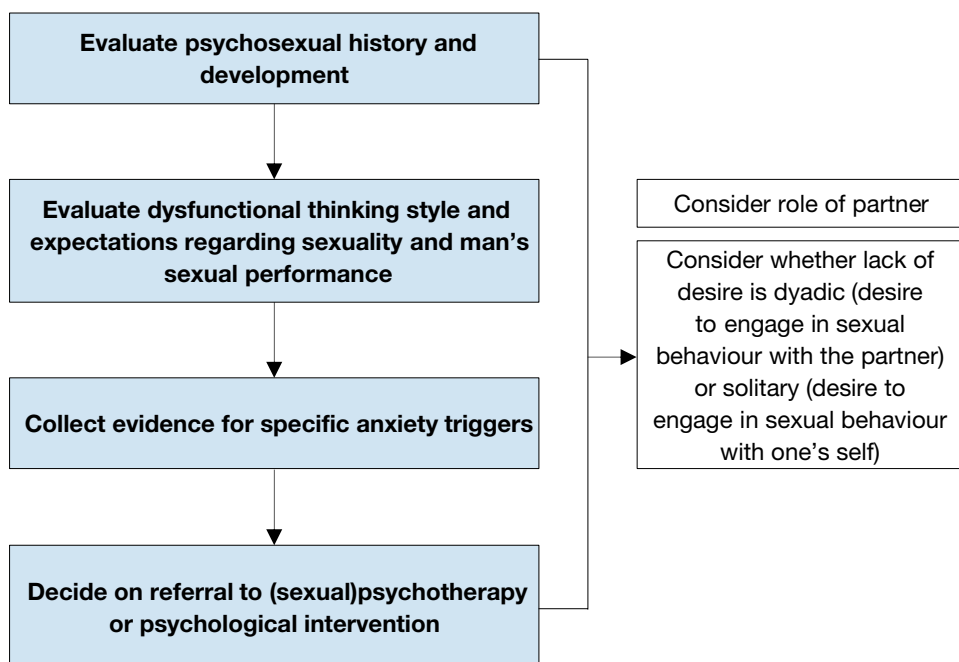 Evaluate psychosexual history and
development
Evaluate dysfunctional thinking style and
expectations regarding sexuality and man's
sexual performance
Collect evidence for specific anxiety triggers
Decide on referral to (sexual)psychotherapy
or psychological intervention
Consider role of partner
Consider whether lack of
desire is dyadic (desire
to engage in sexual
behaviour with the partner)
or solitary (desire to
engage in sexual behaviour
with one's self)